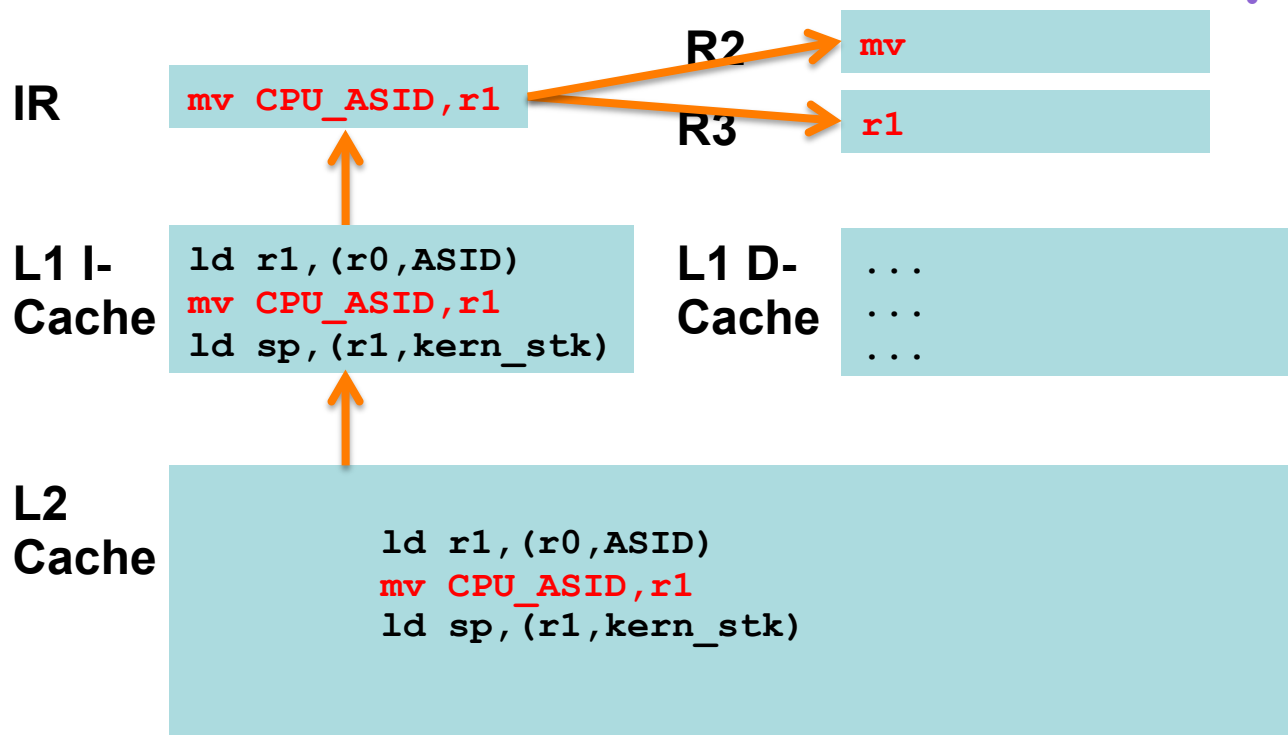 R2
mv
IR
mv CPU_ASID,r1
R3
r1
L1 I-
Cache
ld r1,(r0,ASID)
mv CPU_ASID,r1
ld sp,(r1,kern_stk)
L1 D-
Cache
...
...
...
L2
Cache
ld r1,(r0,ASID)
mv CPU_ASID,r1
ld sp,(r1,kern_stk)